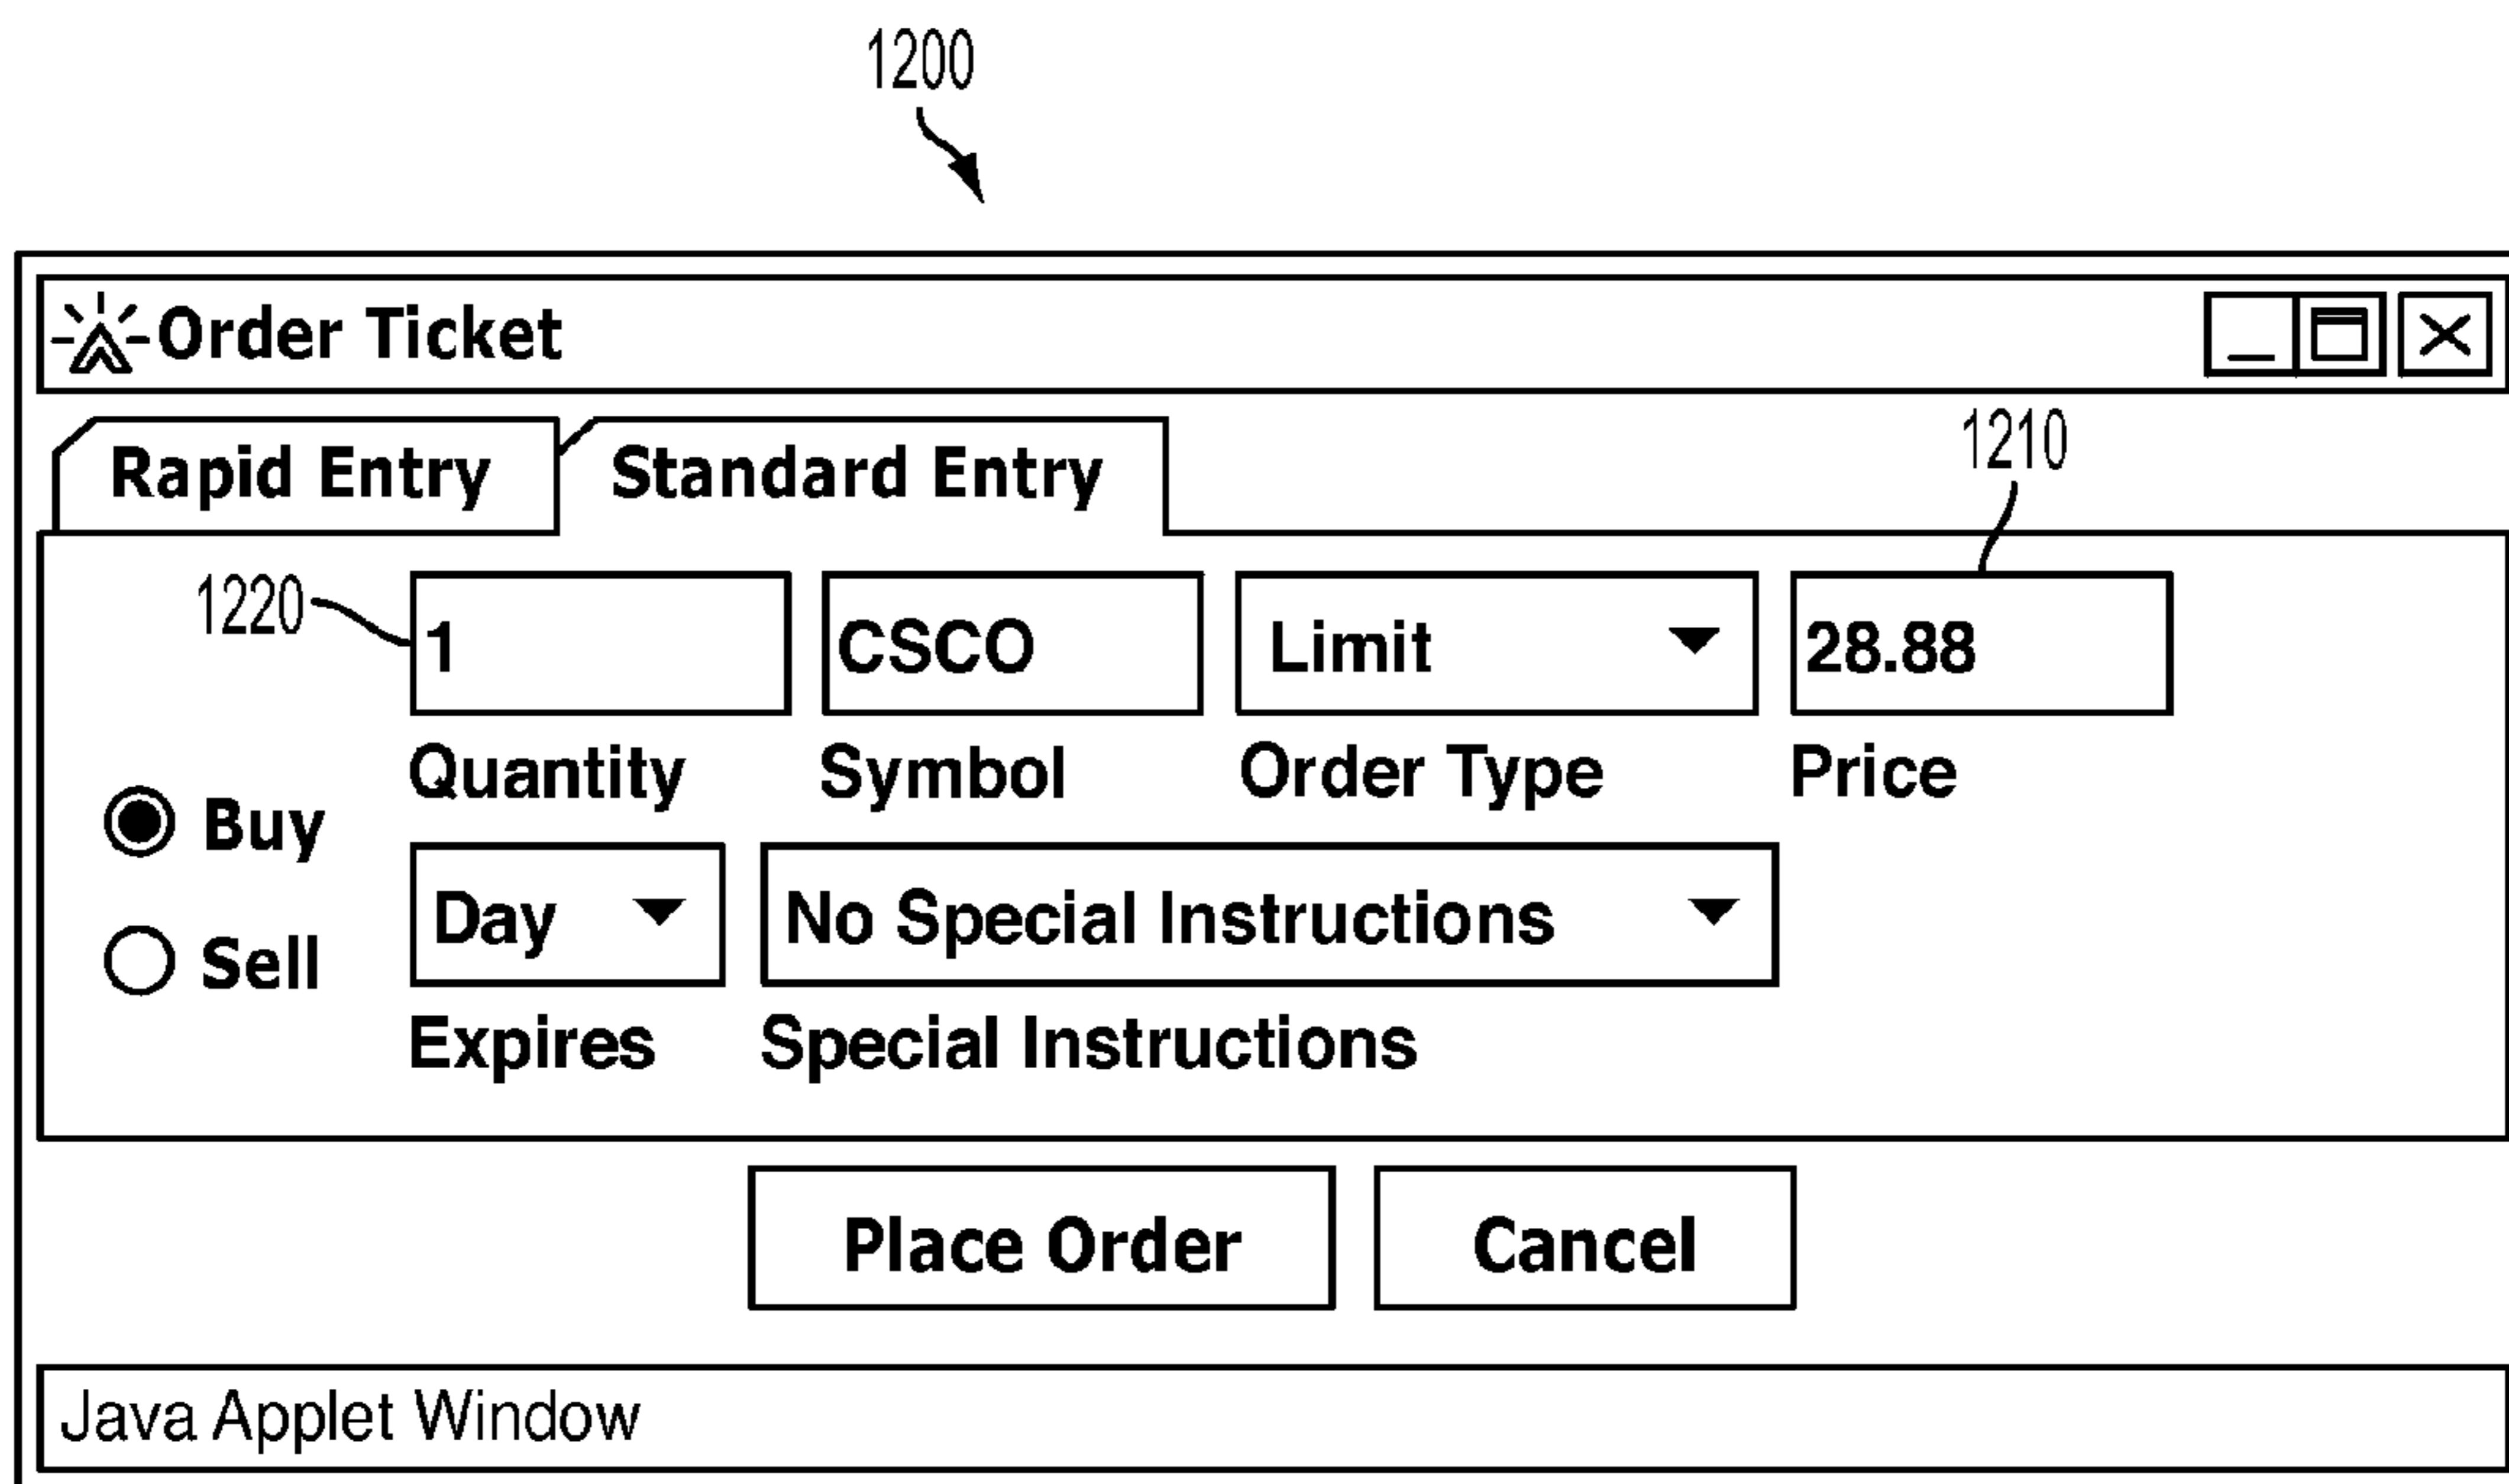 1200
Order Ticket
Rapid Entry Standard Entry
1210
1220
1 CSCO Limit 28.88
Quantity Symbol Order Type Price
Buy
Day No Special Instructions
Sell
Expires Special Instructions
Place Order Cancel
Java Applet Window